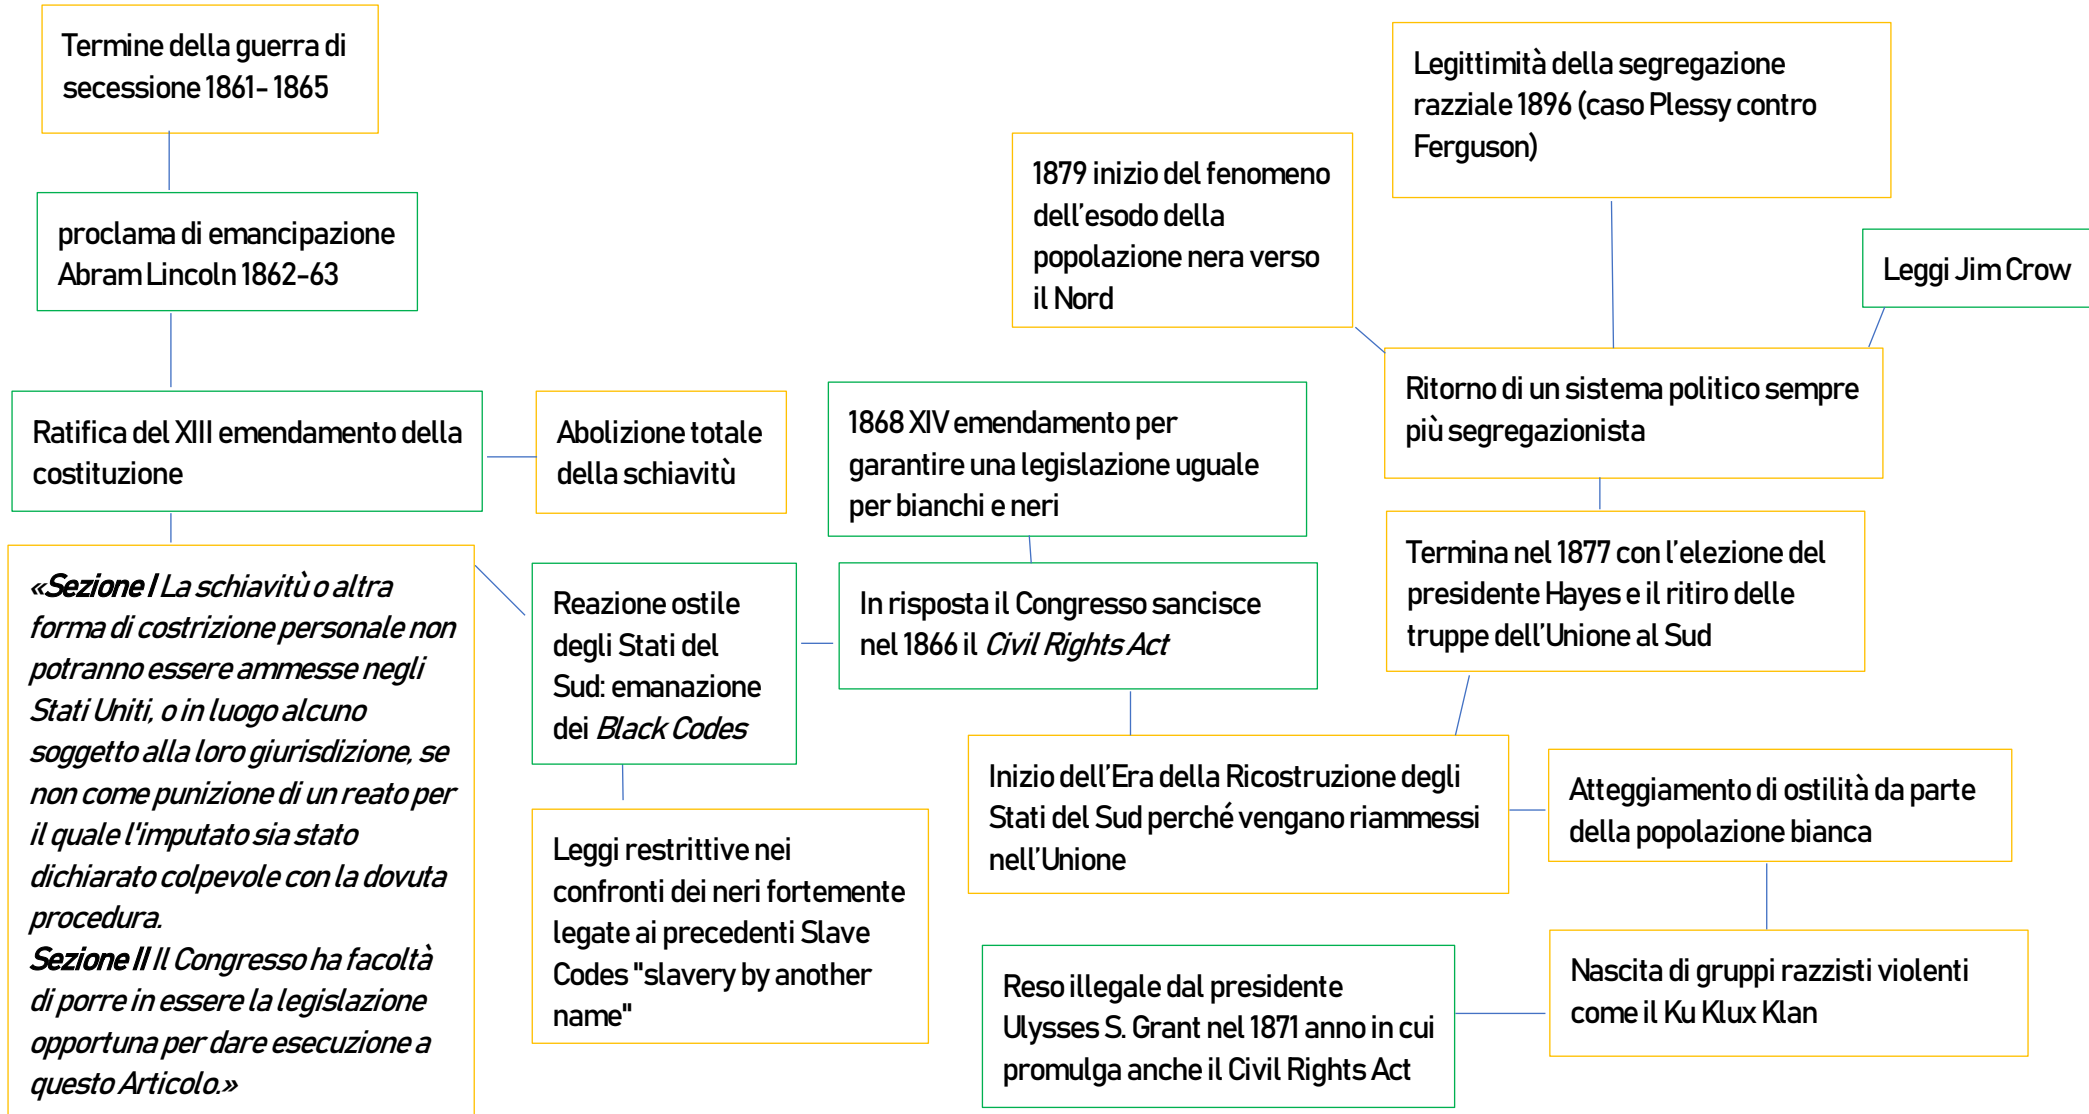 Termine della guerra di
secessione 1861- 1865
proclama di emancipazione
Abram Lincoln 1862-63
Ratifica del XIII emendamento della
costituzione
Abolizione totale
della schiavitù
«Sezione I La schiavitù o altra
forma di costrizione personale non
potranno essere ammesse negli
Stati Uniti, o in luogo alcuno
soggetto alla loro giurisdizione, se
non come punizione di un reato per
il quale l'imputato sia stato
dichiarato colpevole con la dovuta
procedura.
Sezione II Il Congresso ha facoltà
di porre in essere la legislazione
opportuna per dare esecuzione a
questo Articolo.»
Reazione ostile
degli Stati del
Sud: emanazione
dei Black Codes
Leggi restrittive nei
confronti dei neri fortemente
legate ai precedenti Slave
Codes "slavery by another
name"
1868 XIV emendamento per
garantire una legislazione uguale
per bianchi e neri
In risposta il Congresso sancisce
nel 1866 il Civil Rights Act
Inizio dell'Era della Ricostruzione degli
Stati del Sud perché vengano riammessi
nell'Unione
Atteggiamento di ostilità da parte
della popolazione bianca
Nascita di gruppi razzisti violenti
come il Ku Klux Klan
Reso illegale dal presidente
Ulysses S. Grant nel 1871 anno in cui
promulga anche il Civil Rights Act
Termina nel 1877 con l'elezione del
presidente Hayes e il ritiro delle
truppe dell'Unione al Sud
Ritorno di un sistema politico sempre
più segregazionista
1879 inizio del fenomeno
dell'esodo della
popolazione nera verso
il Nord
Legittimità della segregazione
razziale 1896 (caso Plessy contro
Ferguson)
Leggi Jim Crow